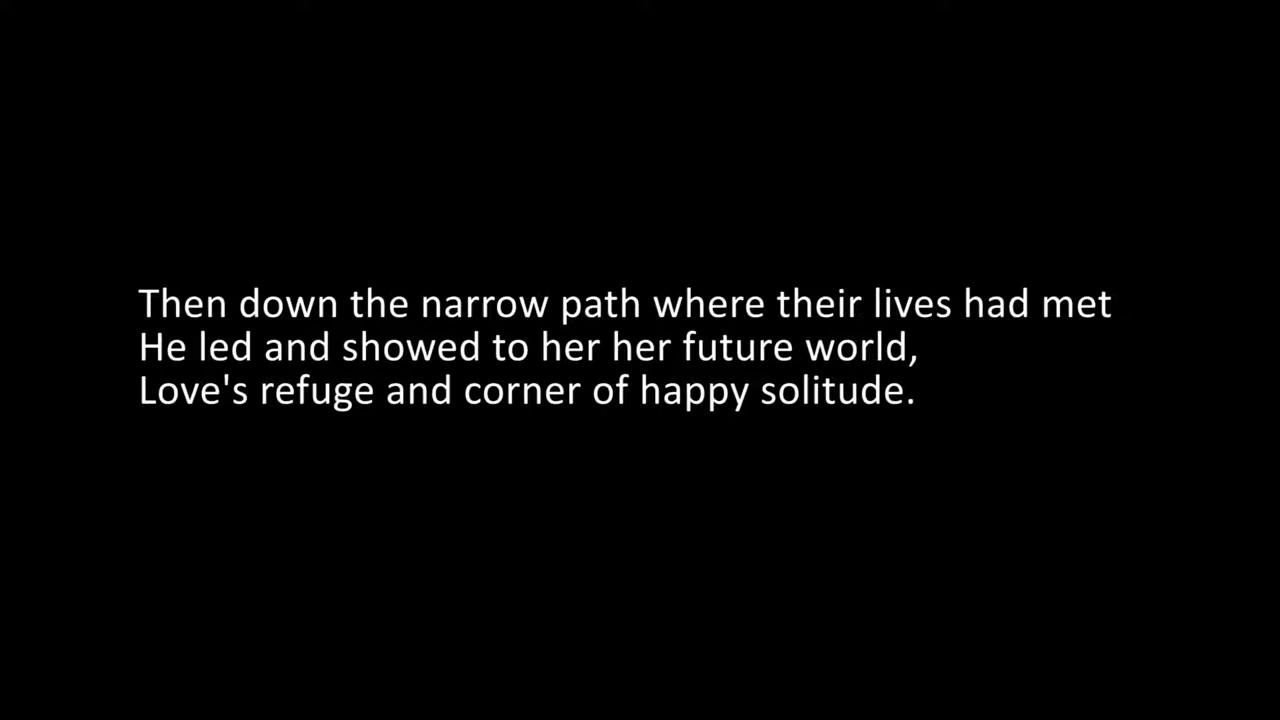 Then down the narrow path where their lives had met
He led and showed to her her future world,
Love's refuge and corner of happy solitude.